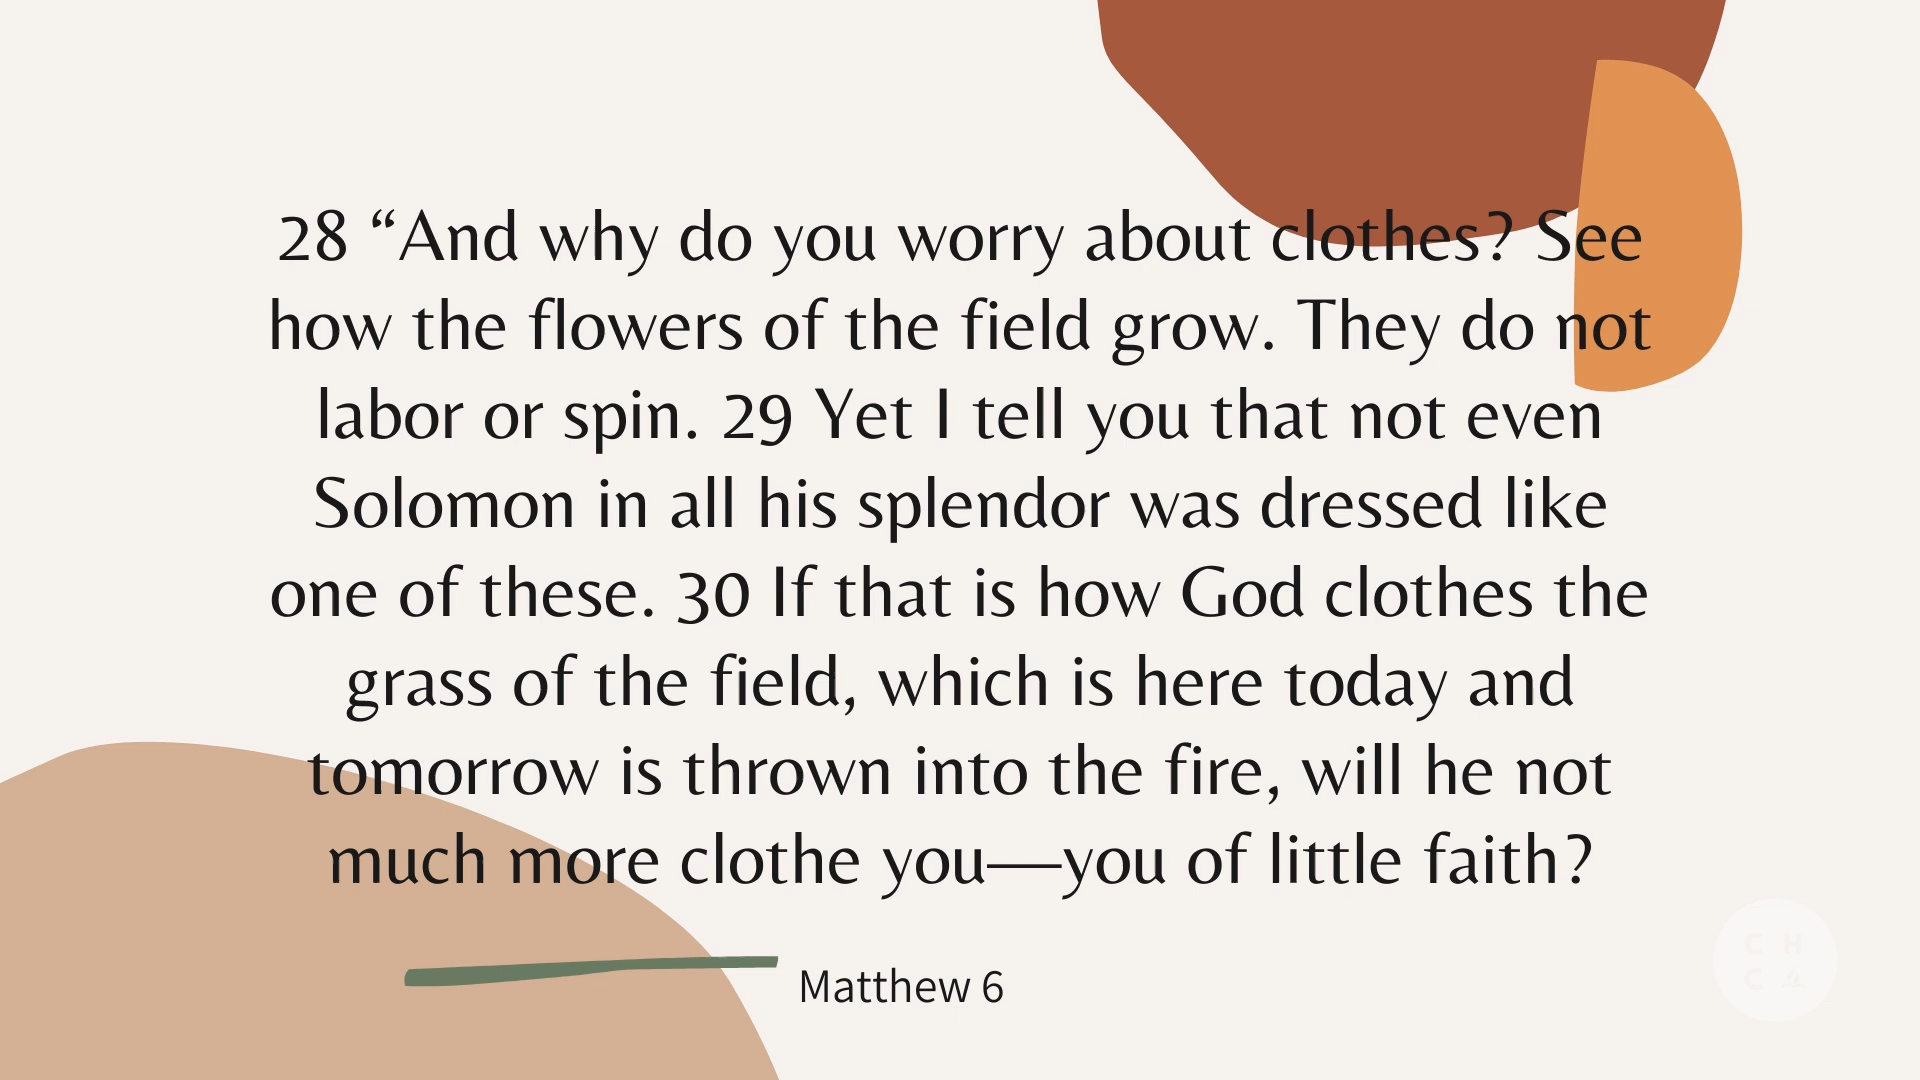 28 “And why do you worry about clothes? See
how the flowers of the field grow. They do not
labor or spin. 29 Yet I tell you that not even
Solomon in all his splendor was dressed like
one of these. 30 If that is how God clothes the
grass of the field, which is here today and
tomorrow is thrown into the fire, will he not
much more clothe you—you of little faith?
Matthew 6
C H
C